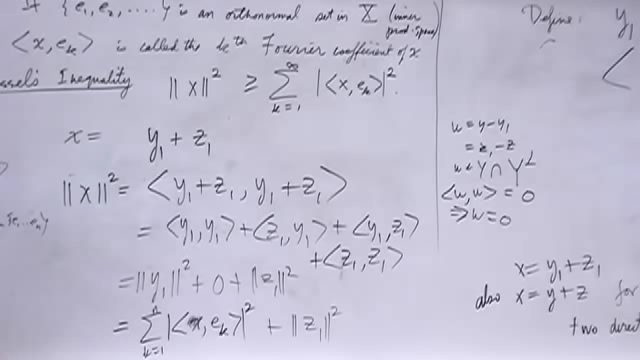 If {e₁, e₂, ....} is an orthonormal set in X (inner prod. space)
<x, eₖ> is called the kᵗʰ Fourier coefficient of x
Bessel's Inequality ||x||² ≥ ∑_{k=1}^{∞} |<x, eₖ>|².
x = y₁ + z₁
||x||² = <y₁+z₁, y₁+z₁>
= <y₁,y₁> + <z₁,y₁> + <y₁,z₁>
+ <z₁,z₁>
= ||y₁||² + 0 + ||z₁||²
= ∑_{k=1}^{n} |<x,eₖ>|² + ||z₁||²
{e₁...eₙ}
Define: y₁
<
u = y-y₁
= z₁-z
u ∈ Y ∩ Y⊥
<u,u> = 0
⇒ u = 0
x = y₁+z₁
also x = y+z for
two direct